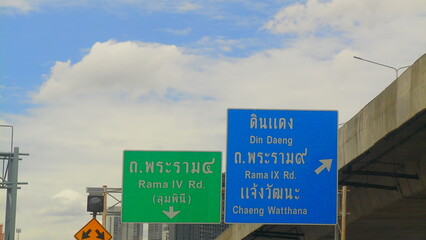 ถ.พระราม๔
Rama IV Rd.
(ลุมพินี)
ดินแดง
Din Daeng
ถ.พระราม๙
Rama IX Rd.
แจ้งวัฒนะ
Chaeng Watthana